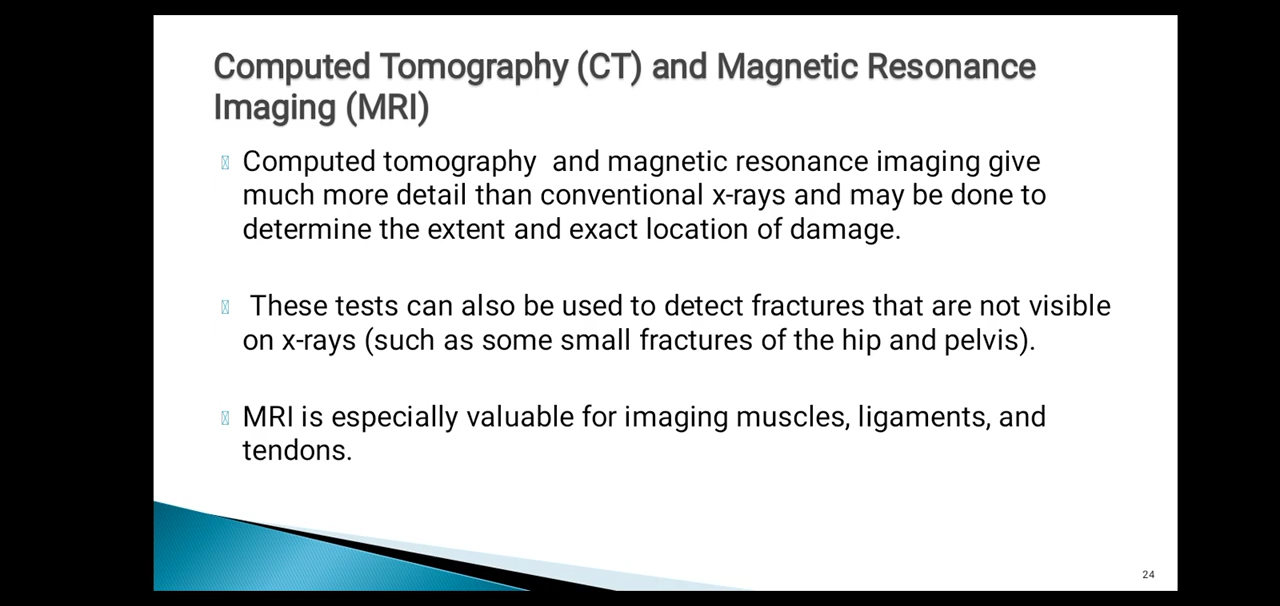 Computed Tomography (CT) and Magnetic Resonance
Imaging (MRI)
Computed tomography  and magnetic resonance imaging give
much more detail than conventional x-rays and may be done to
determine the extent and exact location of damage.
These tests can also be used to detect fractures that are not visible
on x-rays (such as some small fractures of the hip and pelvis).
MRI is especially valuable for imaging muscles, ligaments, and
tendons.
24